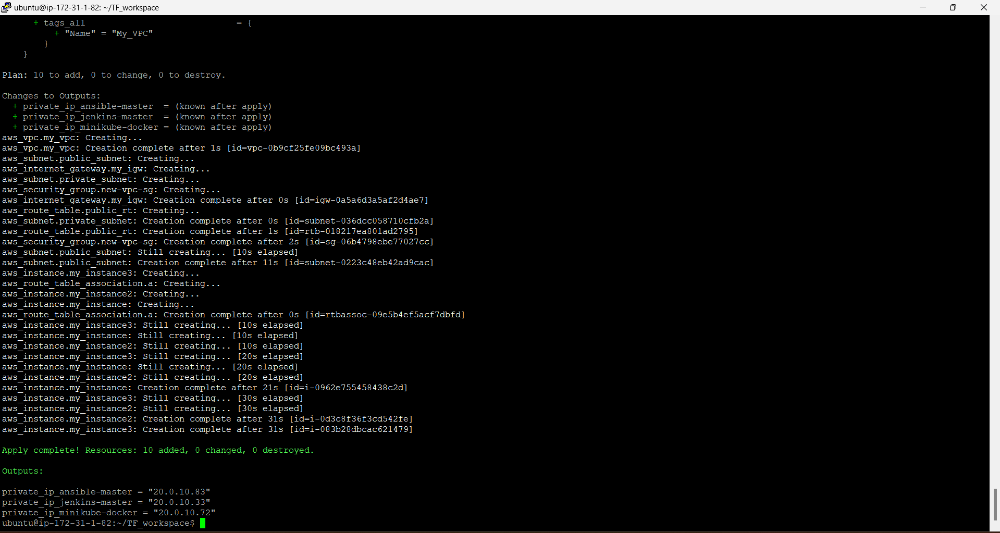 ubuntu@ip-172-31-1-82: ~/TF_workspace
+ tags_all = {
+ "Name" = "My_VPC"
}
}
Plan: 10 to add, 0 to change, 0 to destroy.
Changes to Outputs:
+ private_ip_ansible-master = (known after apply)
+ private_ip_jenkins-master = (known after apply)
+ private_ip_minikube-docker = (known after apply)
aws_vpc.my_vpc: Creating...
aws_vpc.my_vpc: Creation complete after 1s [id=vpc-0b9cf25fe09bc493a]
aws_subnet.public_subnet: Creating...
aws_internet_gateway.my_igw: Creating...
aws_subnet.private_subnet: Creating...
aws_security_group.new-vpc-sg: Creating...
aws_internet_gateway.my_igw: Creation complete after 0s [id=igw-0a5a6d3a5af2d4ae7]
aws_route_table.public_rt: Creating...
aws_subnet.private_subnet: Creation complete after 0s [id=subnet-036dcc058710cfb2a]
aws_route_table.public_rt: Creation complete after 1s [id=rtb-018217ea801ad2795]
aws_security_group.new-vpc-sg: Creation complete after 2s [id=sg-06b4798ebe77027cc]
aws_subnet.public_subnet: Still creating... [10s elapsed]
aws_subnet.public_subnet: Creation complete after 11s [id=subnet-0223c48eb42ad9cac]
aws_instance.my_instance3: Creating...
aws_route_table_association.a: Creating...
aws_instance.my_instance2: Creating...
aws_instance.my_instance: Creating...
aws_route_table_association.a: Creation complete after 0s [id=rtbassoc-09e5b4ef5acf7dbfd]
aws_instance.my_instance3: Still creating... [10s elapsed]
aws_instance.my_instance: Still creating... [10s elapsed]
aws_instance.my_instance2: Still creating... [10s elapsed]
aws_instance.my_instance3: Still creating... [20s elapsed]
aws_instance.my_instance: Still creating... [20s elapsed]
aws_instance.my_instance2: Still creating... [20s elapsed]
aws_instance.my_instance: Creation complete after 21s [id=i-0962e755458438c2d]
aws_instance.my_instance3: Still creating... [30s elapsed]
aws_instance.my_instance2: Still creating... [30s elapsed]
aws_instance.my_instance2: Creation complete after 31s [id=i-0d3c8f36f3cd542fe]
aws_instance.my_instance3: Creation complete after 31s [id=i-083b28dbcac621479]
Apply complete! Resources: 10 added, 0 changed, 0 destroyed.
Outputs:
private_ip_ansible-master = "20.0.10.83"
private_ip_jenkins-master = "20.0.10.33"
private_ip_minikube-docker = "20.0.10.72"
ubuntu@ip-172-31-1-82:~/TF_workspace$